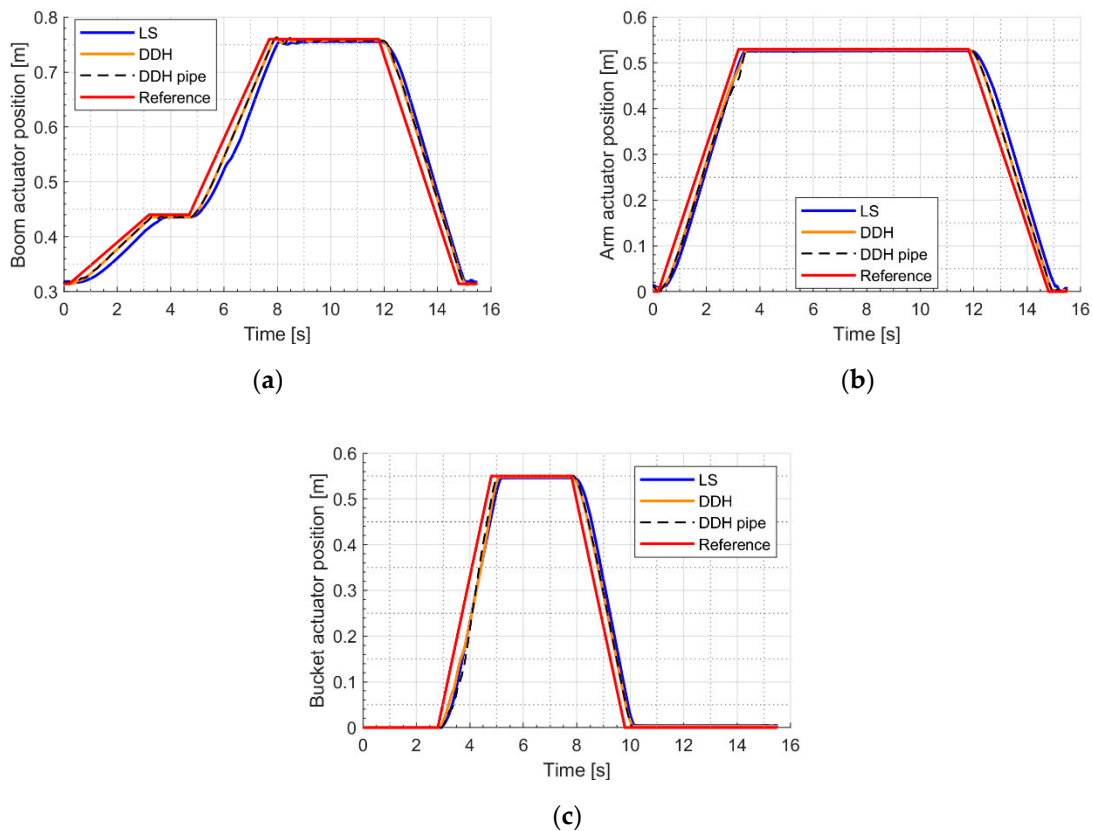 LS
DDH
DDH pipe
Reference
Boom actuator position [m]
0.8
0.7
0.6
0.5
0.4
0.3
0 2 4 6 8 10 12 14 16
Time [s]
(a)
LS
DDH
DDH pipe
Reference
Arm actuator position [m]
0.6
0.5
0.4
0.3
0.2
0.1
0
0 2 4 6 8 10 12 14 16
Time [s]
(b)
LS
DDH
DDH pipe
Reference
Bucket actuator position [m]
0.6
0.5
0.4
0.3
0.2
0.1
0
0 2 4 6 8 10 12 14 16
Time [s]
(c)